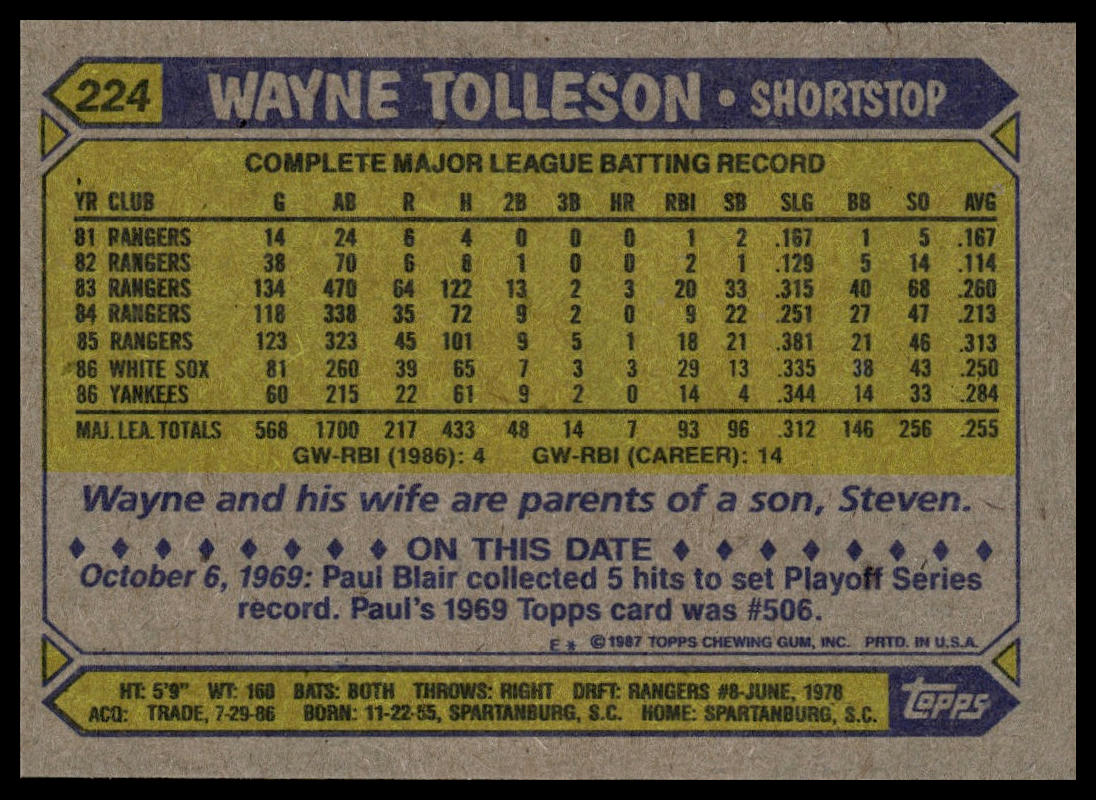 224 WAYNE TOLLESON • SHORTSTOP
COMPLETE MAJOR LEAGUE BATTING RECORD
YR CLUB G AB R H 2B 3B HR RBI SB SLG BB SO AVG
81 RANGERS 14 24 6 4 0 0 0 1 2 .167 1 5 .167
82 RANGERS 38 70 6 8 1 0 0 2 1 .129 5 14 .114
83 RANGERS 134 470 64 122 13 2 3 20 33 .315 40 68 .260
84 RANGERS 118 338 35 72 9 2 0 9 22 .251 27 47 .213
85 RANGERS 123 323 45 101 9 5 1 18 21 .381 21 46 .313
86 WHITE SOX 81 260 39 65 7 3 3 29 13 .335 38 43 .250
86 YANKEES 60 215 22 61 9 2 0 14 4 .344 14 33 .284
MAJ. LEA. TOTALS 568 1700 217 433 48 14 7 93 96 .312 146 256 .255
GW-RBI (1986): 4 GW-RBI (CAREER): 14
Wayne and his wife are parents of a son, Steven.
ON THIS DATE
October 6, 1969: Paul Blair collected 5 hits to set Playoff Series
record. Paul's 1969 Topps card was #506.
E * ©1987 TOPPS CHEWING GUM, INC. PRTD. IN U.S.A.
HT: 5'9" WT: 160 BATS: BOTH THROWS: RIGHT DRFT: RANGERS #8-JUNE, 1978
ACQ: TRADE, 7-29-86 BORN: 11-22-55, SPARTANBURG, S.C. HOME: SPARTANBURG, S.C.
topps